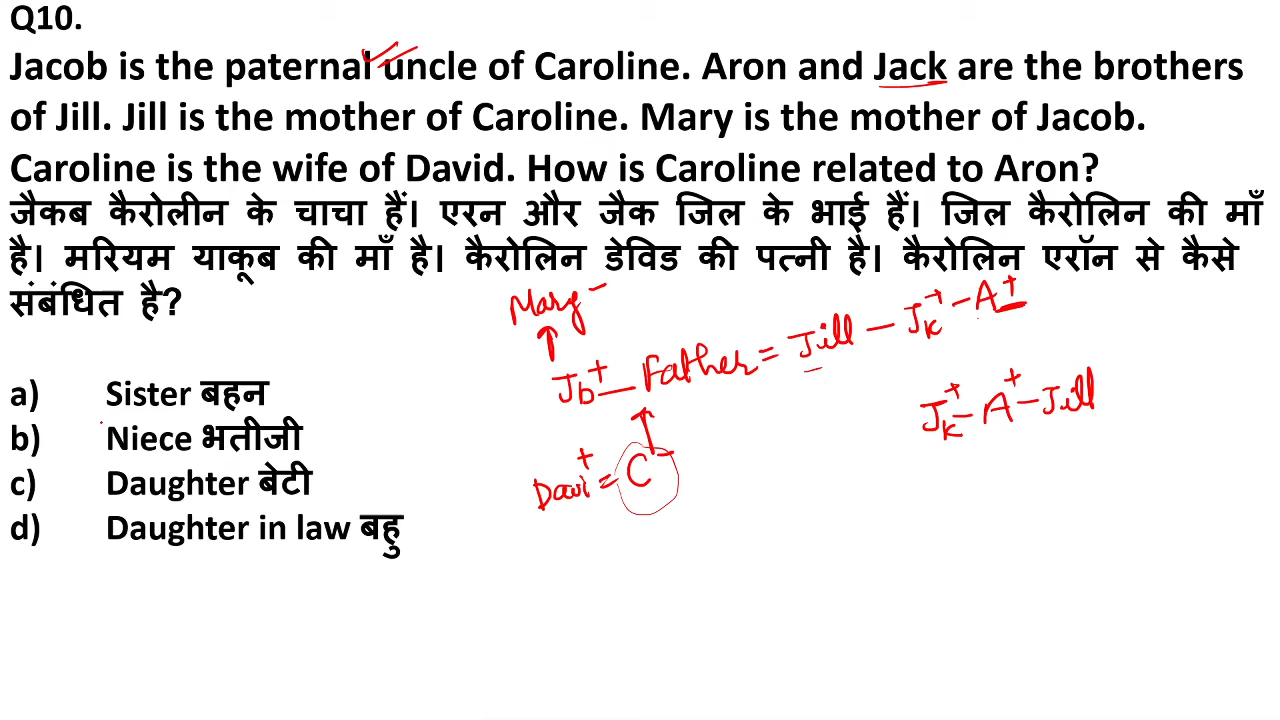 Q10.
Jacob is the paternal uncle of Caroline. Aron and Jack are the brothers
of Jill. Jill is the mother of Caroline. Mary is the mother of Jacob.
Caroline is the wife of David. How is Caroline related to Aron?
जैकब कैरोलीन के चाचा हैं। एरन और जैक जिल के भाई हैं। जिल कैरोलिन की माँ
है। मरियम याकूब की माँ है। कैरोलिन डेविड की पत्नी है। कैरोलिन एरॉन से कैसे
संबंधित है?
Mary -
Jb+ — Father = Jill — Jk+ — A+
Davi+ = C-
Jk+ — A+ — Jill
a) Sister बहन
b) Niece भतीजी
c) Daughter बेटी
d) Daughter in law बहु